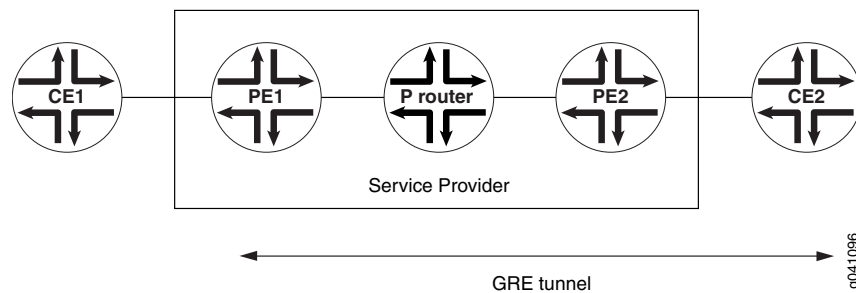 CE1
PE1
P router
PE2
CE2
Service Provider
GRE tunnel
g041096